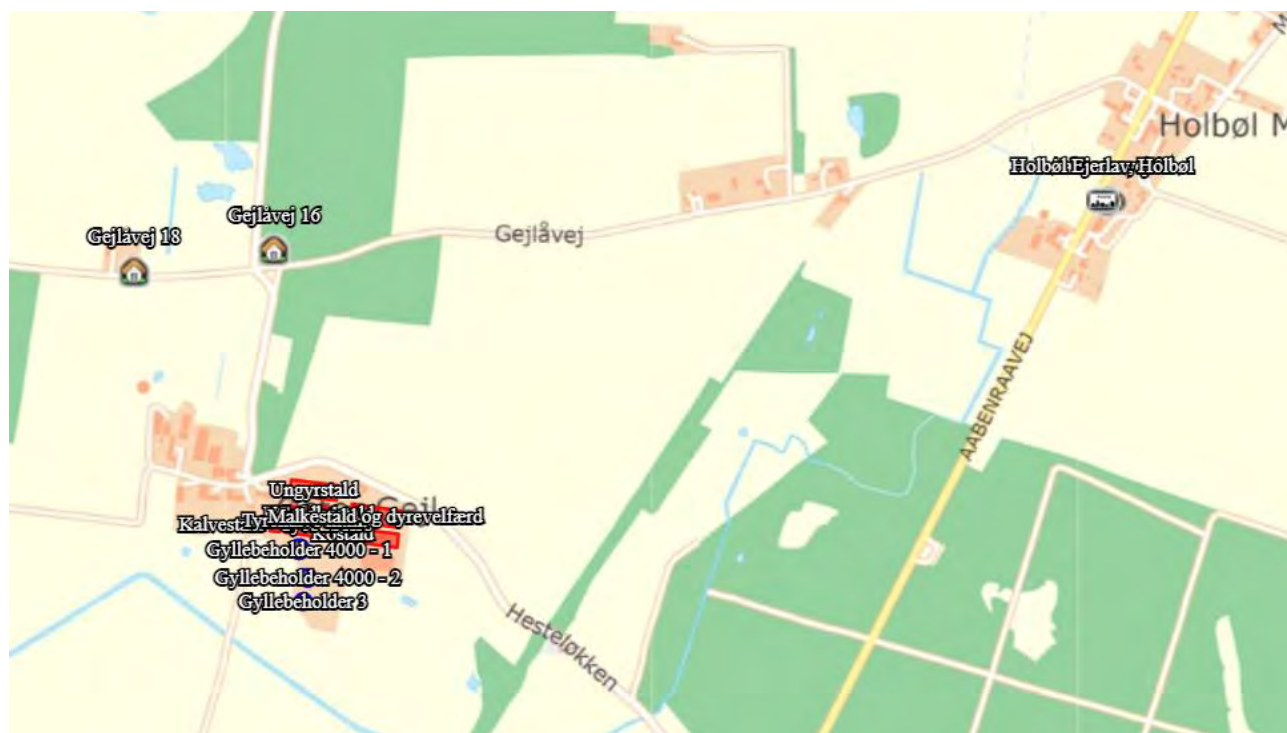 Holbøl M
Holbøl Ejerlav, Holbøl
Gejlåvej 16
Gejlåvej 18
Gejlåvej
AABENRAAVEJ
Ungyrstald
Gejl
Malkestald og dyrevelfærd
Kostald
Gyllebeholder 4000 - 1
Gyllebeholder 4000 - 2
Gyllebeholder 3
Hesteløkken